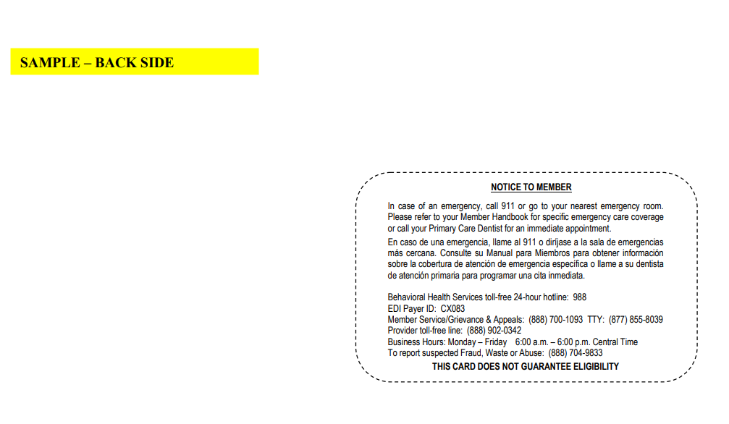 SAMPLE – BACK SIDE
NOTICE TO MEMBER
In case of an emergency, call 911 or go to your nearest emergency room.
Please refer to your Member Handbook for specific emergency care coverage
or call your Primary Care Dentist for an immediate appointment.
En caso de una emergencia, llame al 911 o diríjase a la sala de emergencias
más cercana. Consulte su Manual para Miembros para obtener información
sobre la cobertura de atención de emergencia específica o llame a su dentista
de atención primaria para programar una cita inmediata.
Behavioral Health Services toll-free 24-hour hotline: 988
EDI Payer ID: CX083
Member Service/Grievance & Appeals: (888) 700-1093 TTY: (877) 855-8039
Provider toll-free line: (888) 902-0342
Business Hours: Monday – Friday 6:00 a.m. – 6:00 p.m. Central Time
To report suspected Fraud, Waste or Abuse: (888) 704-9833
THIS CARD DOES NOT GUARANTEE ELIGIBILITY